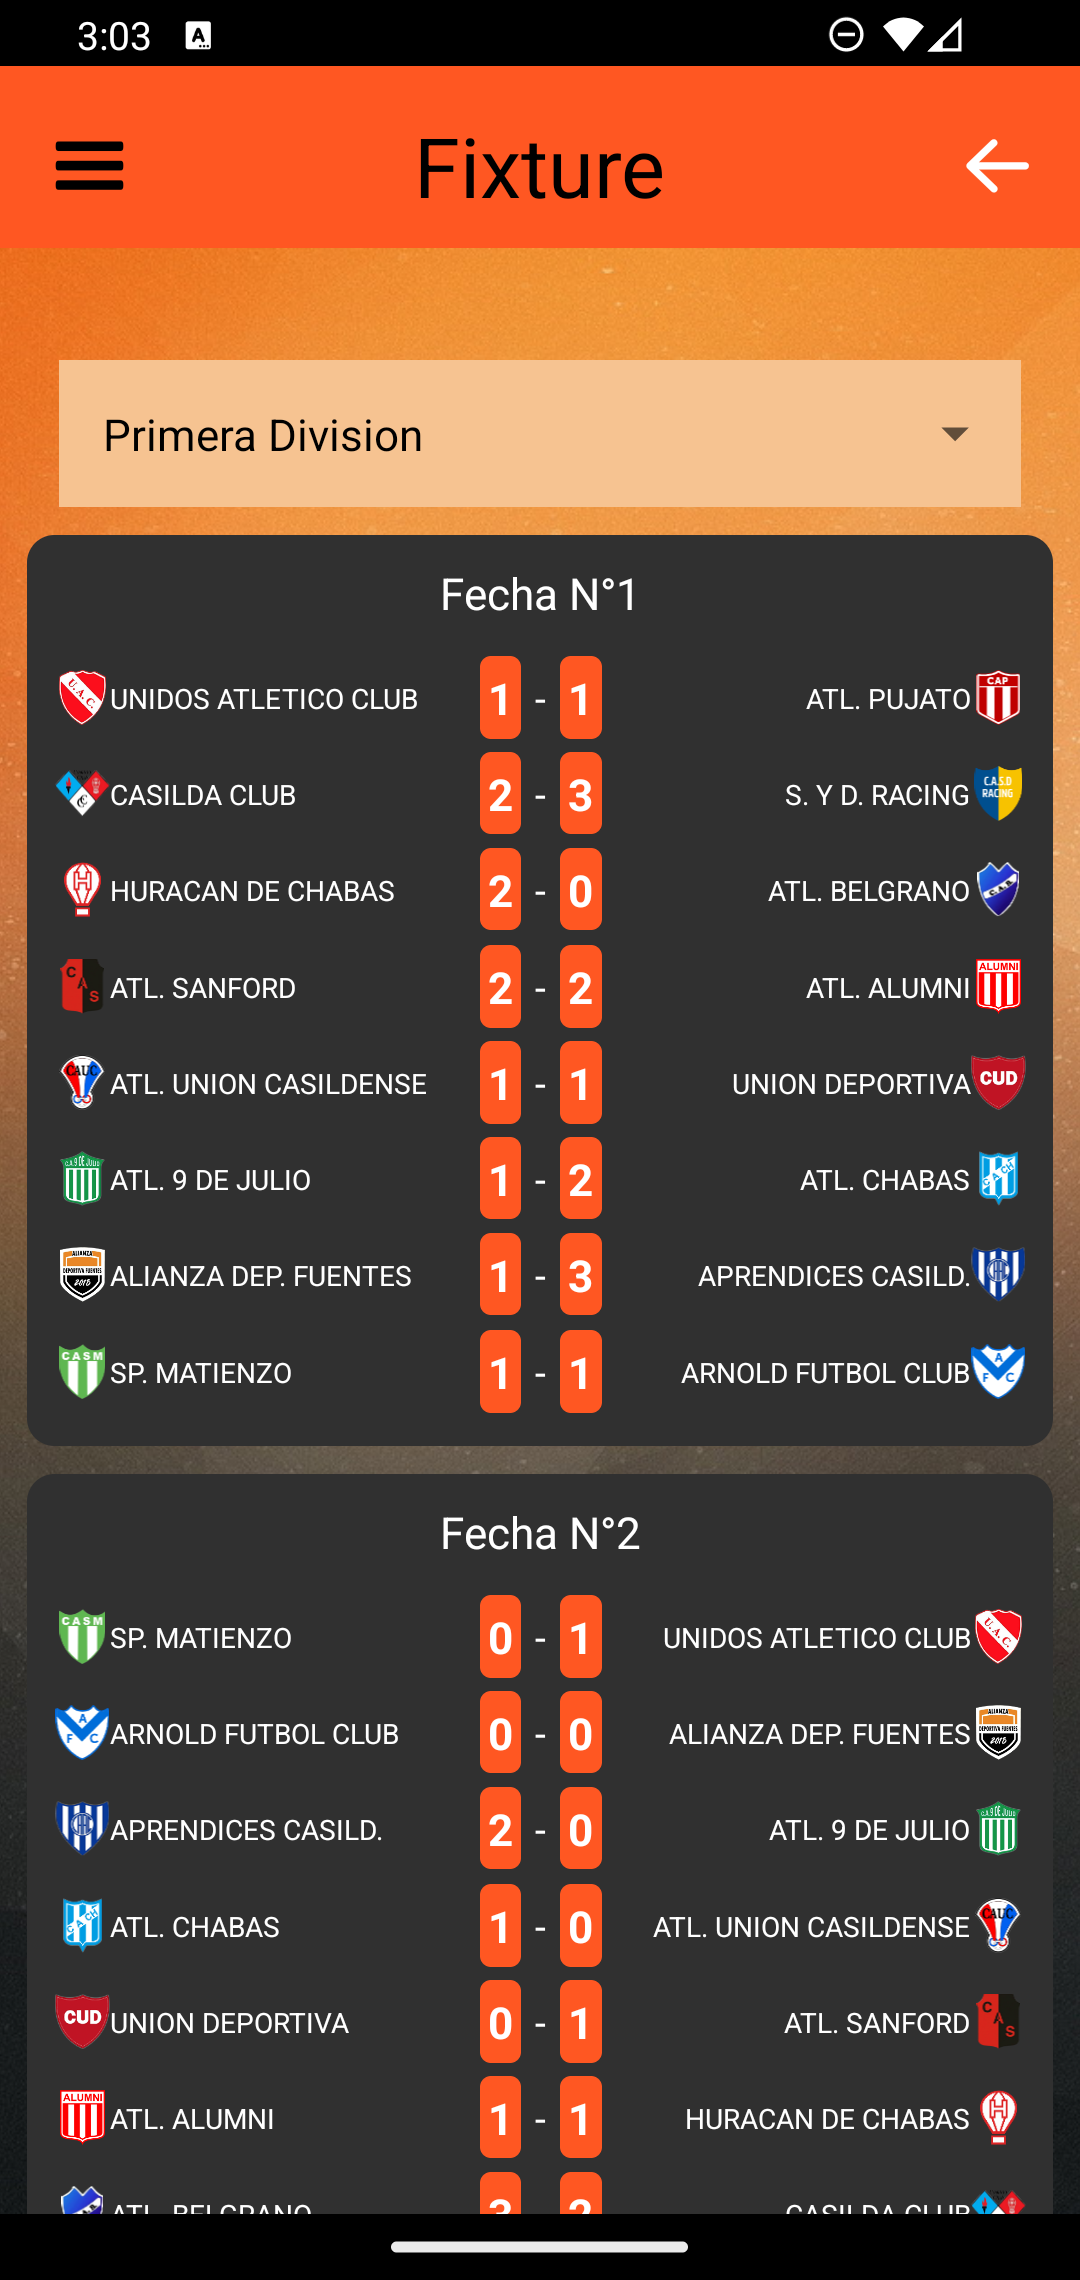 3:03
Fixture
Primera Division
Fecha N°1
UNIDOS ATLETICO CLUB 1 - 1 ATL. PUJATO
CASILDA CLUB 2 - 3 S. Y D. RACING
HURACAN DE CHABAS 2 - 0 ATL. BELGRANO
ATL. SANFORD 2 - 2 ATL. ALUMNI
ATL. UNION CASILDENSE 1 - 1 UNION DEPORTIVA
ATL. 9 DE JULIO 1 - 2 ATL. CHABAS
ALIANZA DEP. FUENTES 1 - 3 APRENDICES CASILD.
SP. MATIENZO 1 - 1 ARNOLD FUTBOL CLUB
Fecha N°2
SP. MATIENZO 0 - 1 UNIDOS ATLETICO CLUB
ARNOLD FUTBOL CLUB 0 - 0 ALIANZA DEP. FUENTES
APRENDICES CASILD. 2 - 0 ATL. 9 DE JULIO
ATL. CHABAS 1 - 0 ATL. UNION CASILDENSE
UNION DEPORTIVA 0 - 1 ATL. SANFORD
ATL. ALUMNI 1 - 1 HURACAN DE CHABAS
ATL. BELGRANO CASILDA CLUB